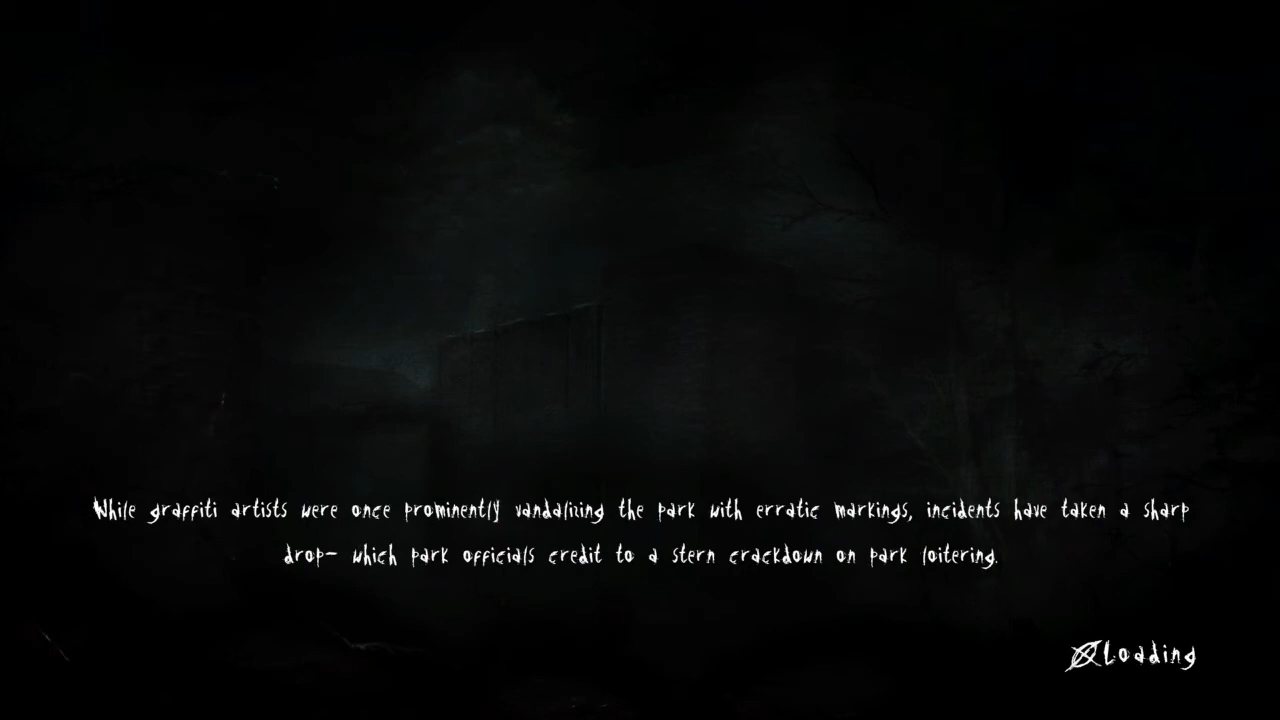 While graffiti artists were once prominently vandalizing the park with erratic markings, incidents have taken a sharp
drop- which park officials credit to a stern crackdown on park loitering.
Loading